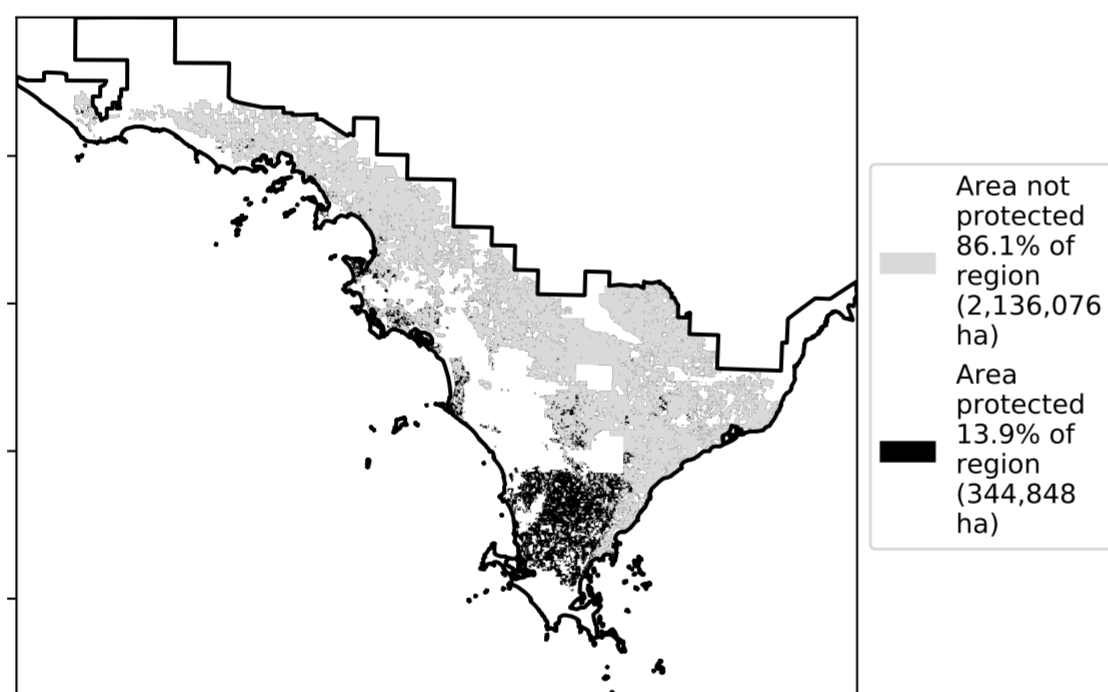 Area not
protected
86.1% of
region
(2,136,076
ha)
Area
protected
13.9% of
region
(344,848
ha)